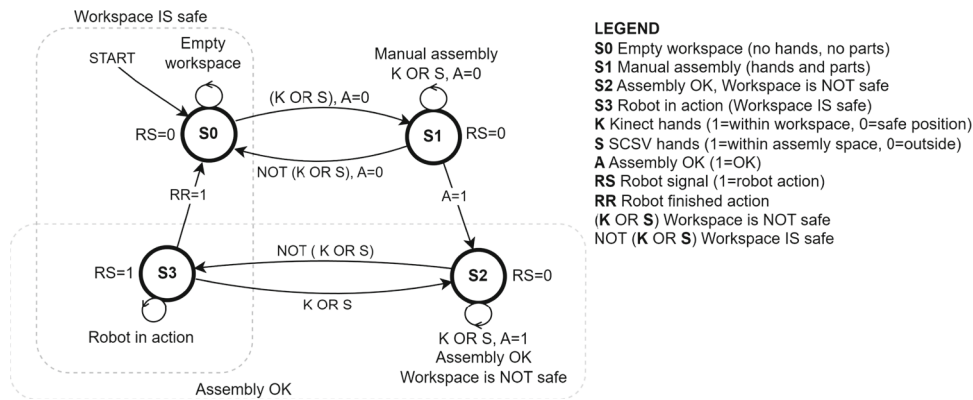 Workspace IS safe
START
Empty
workspace
Manual assembly
K OR S, A=0
(K OR S), A=0
RS=0
S0
S1
RS=0
NOT (K OR S), A=0
RR=1
A=1
NOT ( K OR S)
RS=1
S3
S2
RS=0
K OR S
Robot in action
K OR S, A=1
Assembly OK
Workspace is NOT safe
Assembly OK
LEGEND
S0 Empty workspace (no hands, no parts)
S1 Manual assembly (hands and parts)
S2 Assembly OK, Workspace is NOT safe
S3 Robot in action (Workspace IS safe)
K Kinect hands (1=within workspace, 0=safe position)
S SCSV hands (1=within assemly space, 0=outside)
A Assembly OK (1=OK)
RS Robot signal (1=robot action)
RR Robot finished action
(K OR S) Workspace is NOT safe
NOT (K OR S) Workspace IS safe